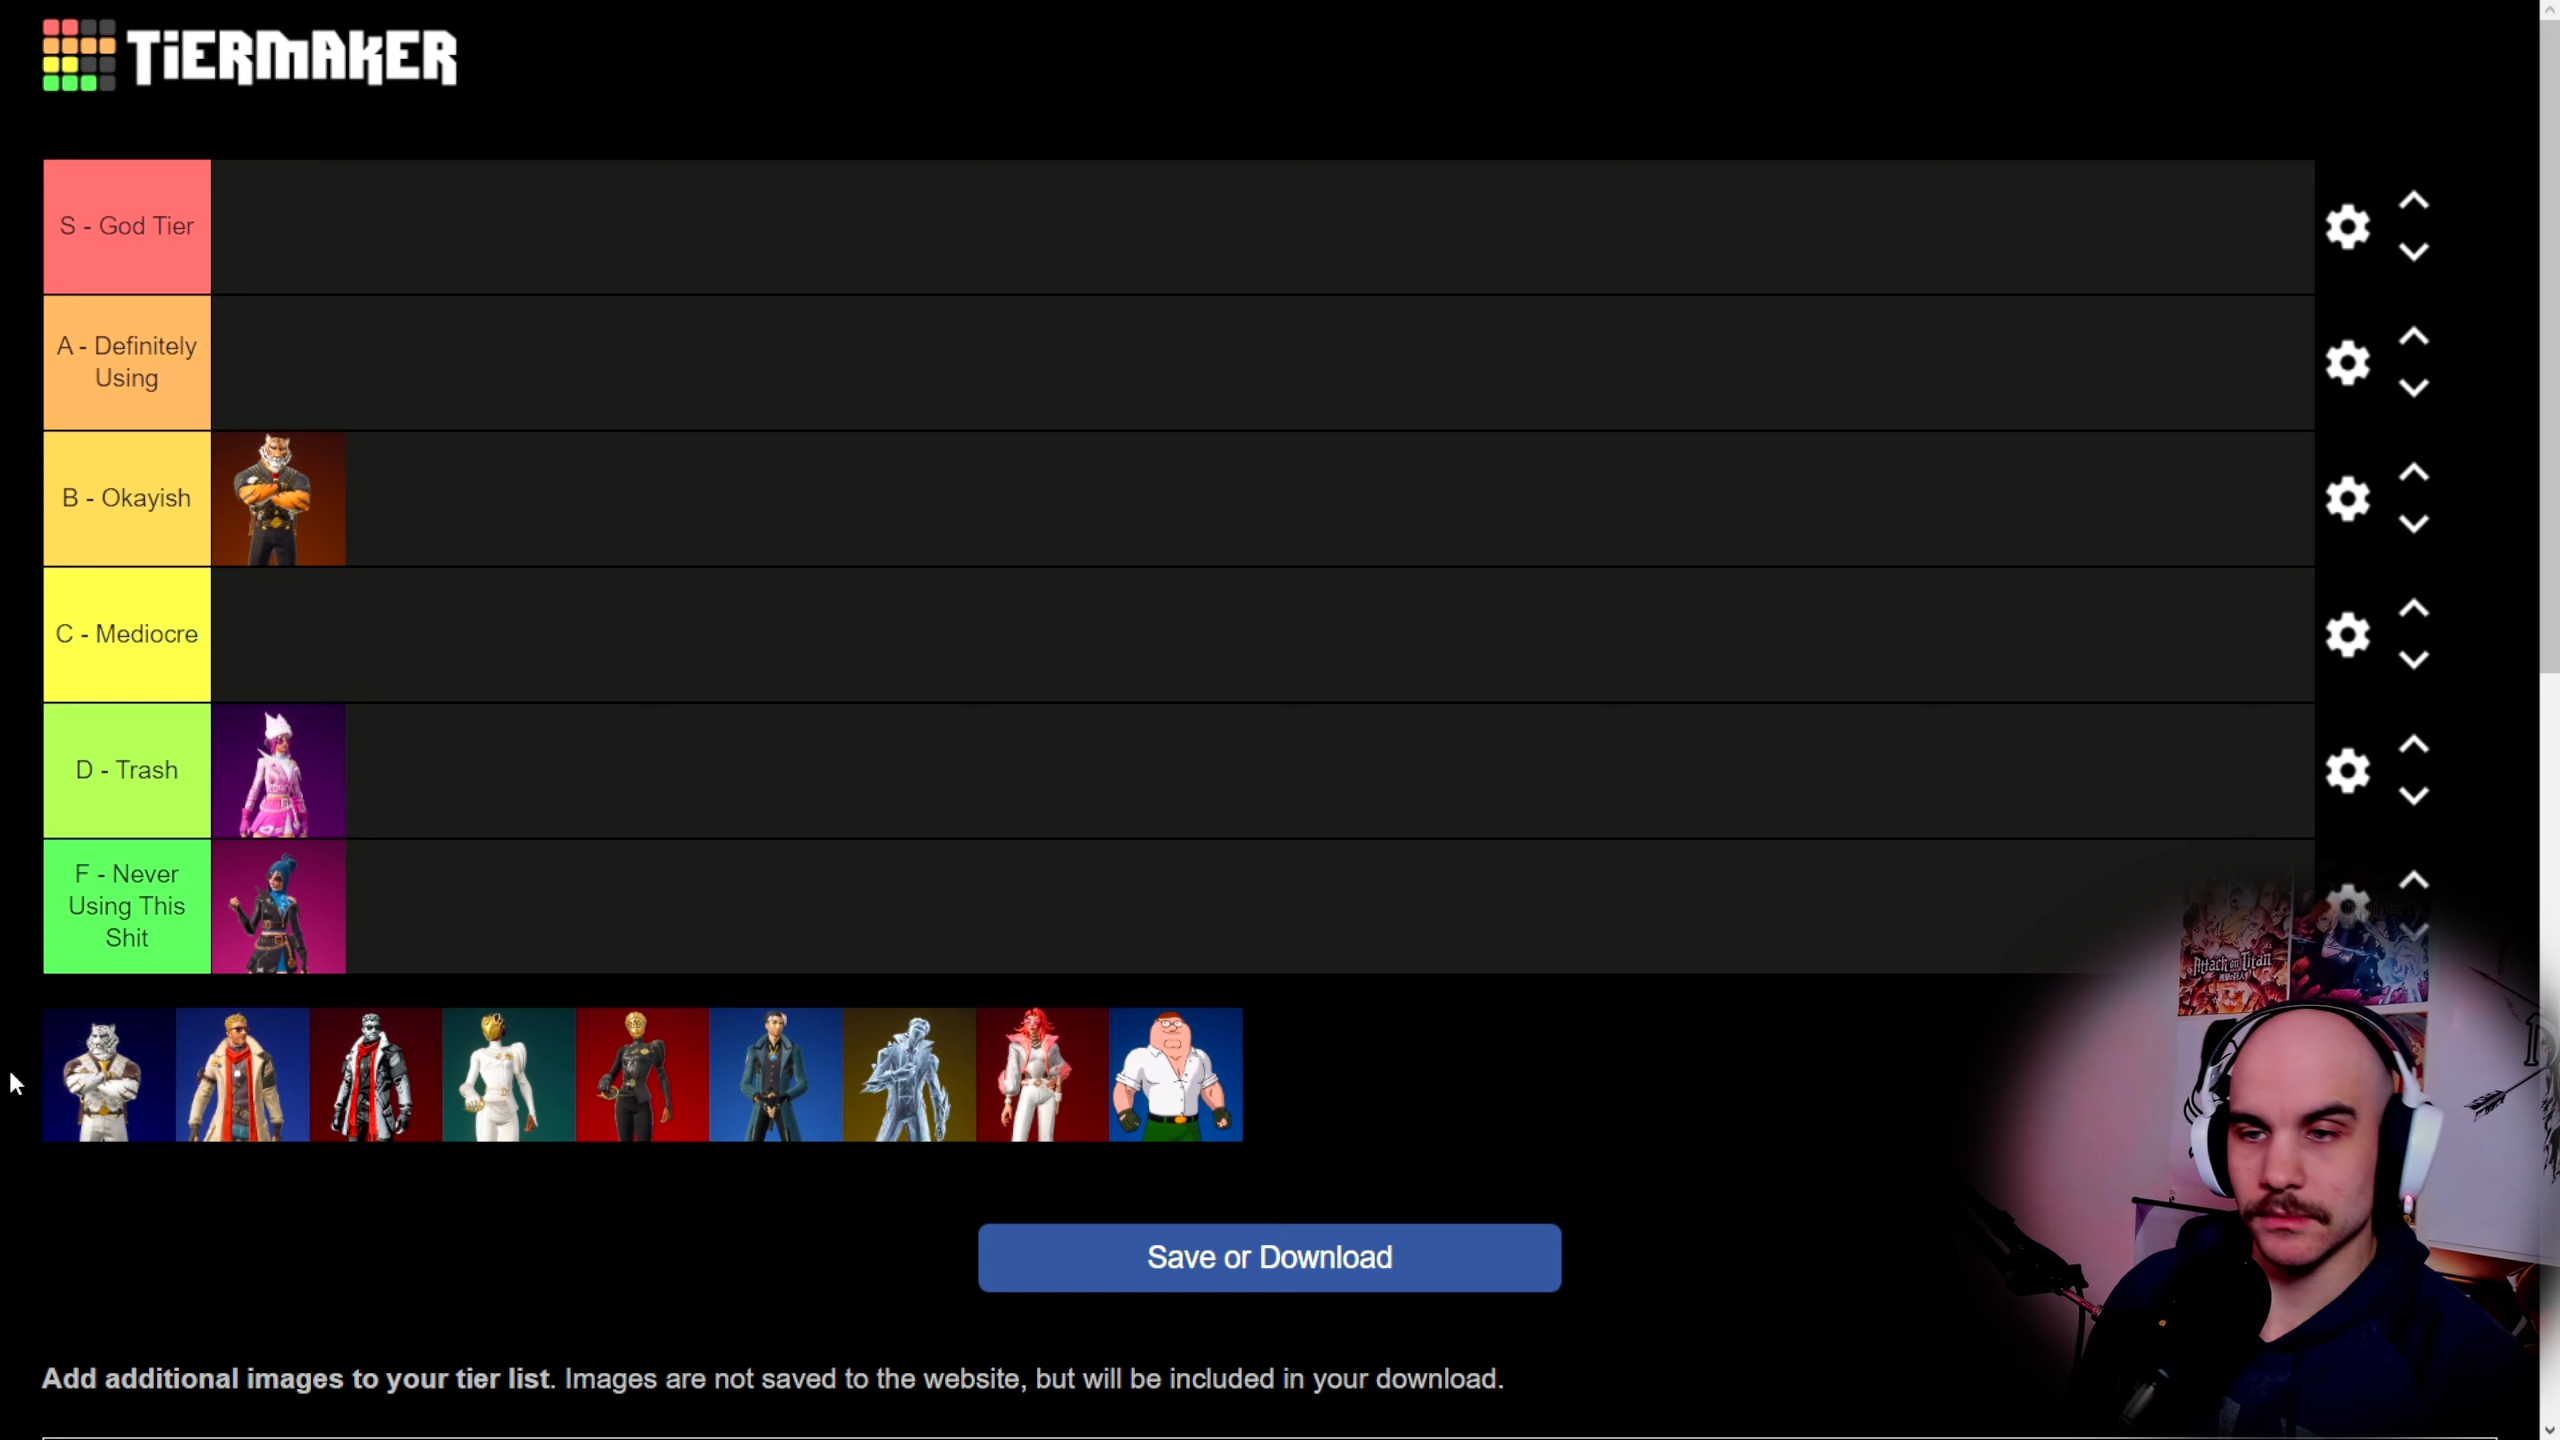 TiERMAKER
S - God Tier
A - Definitely
Using
B - Okayish
C - Mediocre
D - Trash
F - Never
Using This
Shit
Attack on Titan
Save or Download
Add additional images to your tier list. Images are not saved to the website, but will be included in your download.